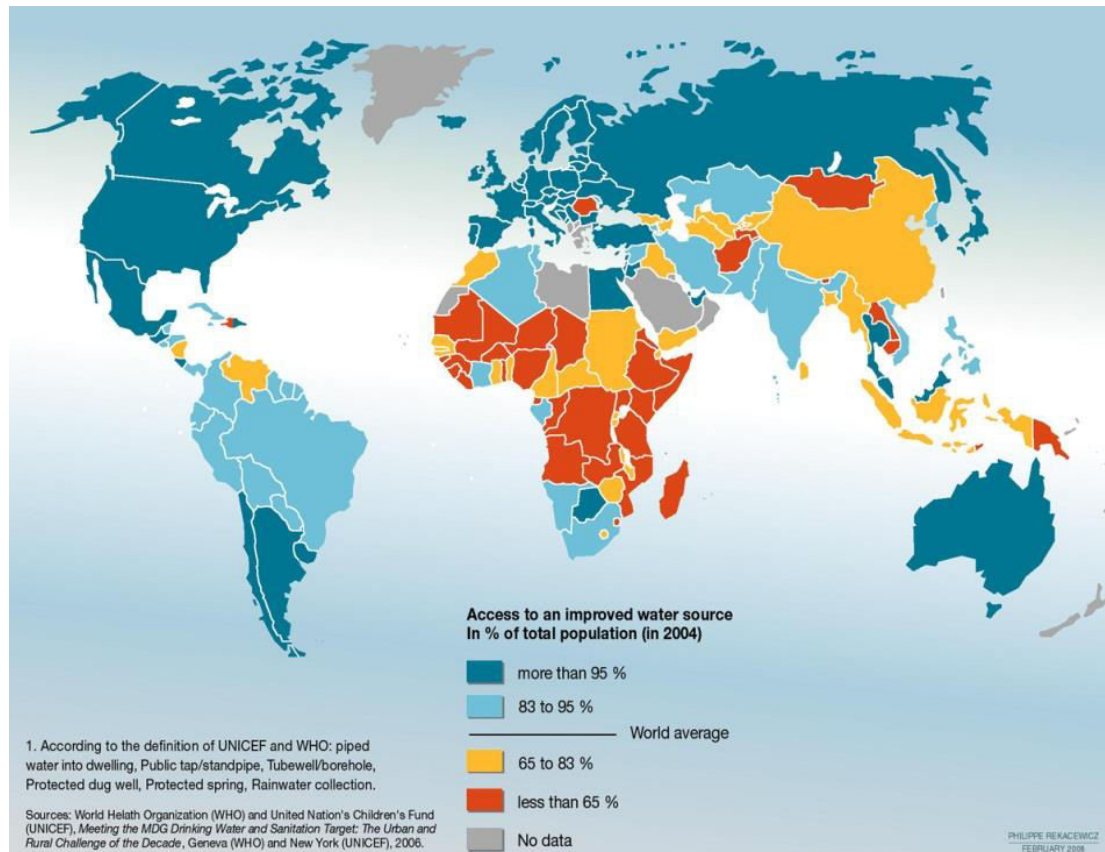 Access to an improved water source
In % of total population (in 2004)
more than 95 %
83 to 95 %
World average
65 to 83 %
less than 65 %
No data
1. According to the definition of UNICEF and WHO: piped
water into dwelling, Public tap/standpipe, Tubewell/borehole,
Protected dug well, Protected spring, Rainwater collection.
Sources: World Helath Organization (WHO) and United Nation's Children's Fund
(UNICEF), Meeting the MDG Drinking Water and Sanitation Target: The Urban and
Rural Challenge of the Decade, Geneva (WHO) and New York (UNICEF), 2006.
PHILIPPE REKACEWICZ
FEBRUARY 2006